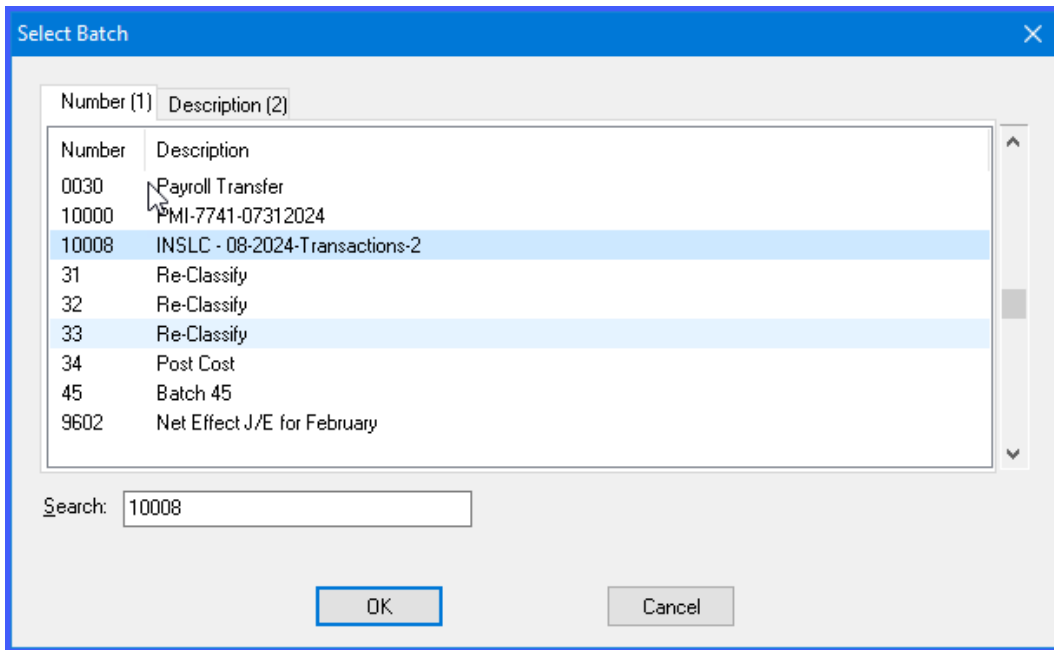 Select Batch
Number (1) Description (2)
Number Description
0030 Payroll Transfer
10000 PMI-7741-07312024
10008 INSLC - 08-2024-Transactions-2
31 Re-Classify
32 Re-Classify
33 Re-Classify
34 Post Cost
45 Batch 45
9602 Net Effect J/E for February
Search: 10008
OK Cancel